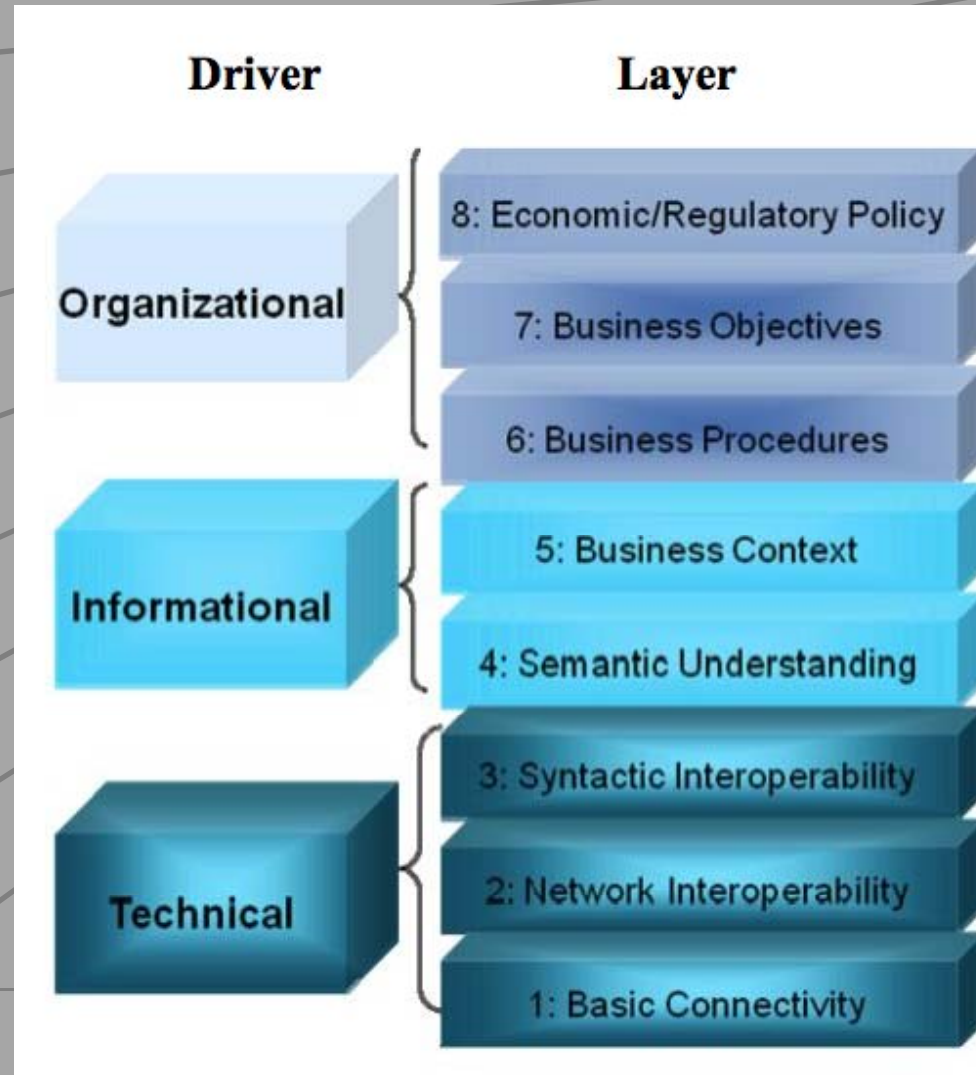 Driver
Layer
Organizational
8: Economic/Regulatory Policy
7: Business Objectives
6: Business Procedures
Informational
5: Business Context
4: Semantic Understanding
Technical
3: Syntactic Interoperability
2: Network Interoperability
1: Basic Connectivity